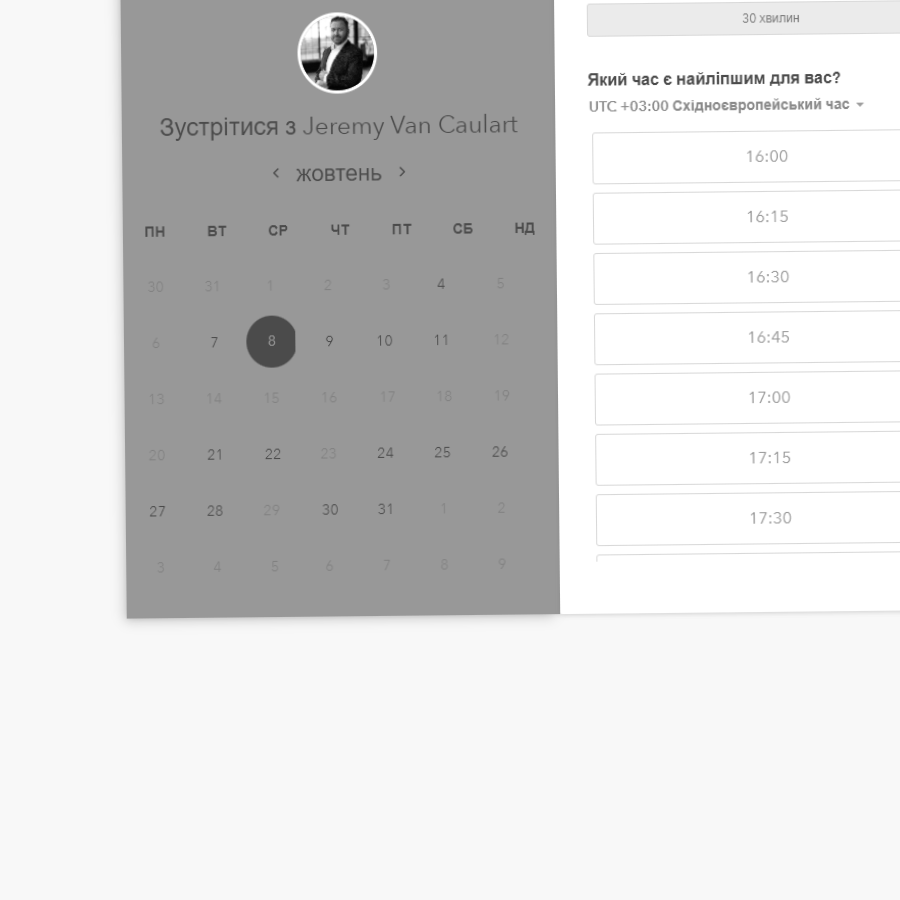 Зустрітися з Jeremy Van Caulart
жовтень
ПН ВТ СР ЧТ ПТ СБ НД
30 31 1 2 3 4 5
6 7 8 9 10 11 12
13 14 15 16 17 18 19
20 21 22 23 24 25 26
27 28 29 30 31 1 2
3 4 5 6 7 8 9
30 хвилин
Який час є найліпшим для вас?
UTC +03:00 Східноєвропейський час
16:00
16:15
16:30
16:45
17:00
17:15
17:30